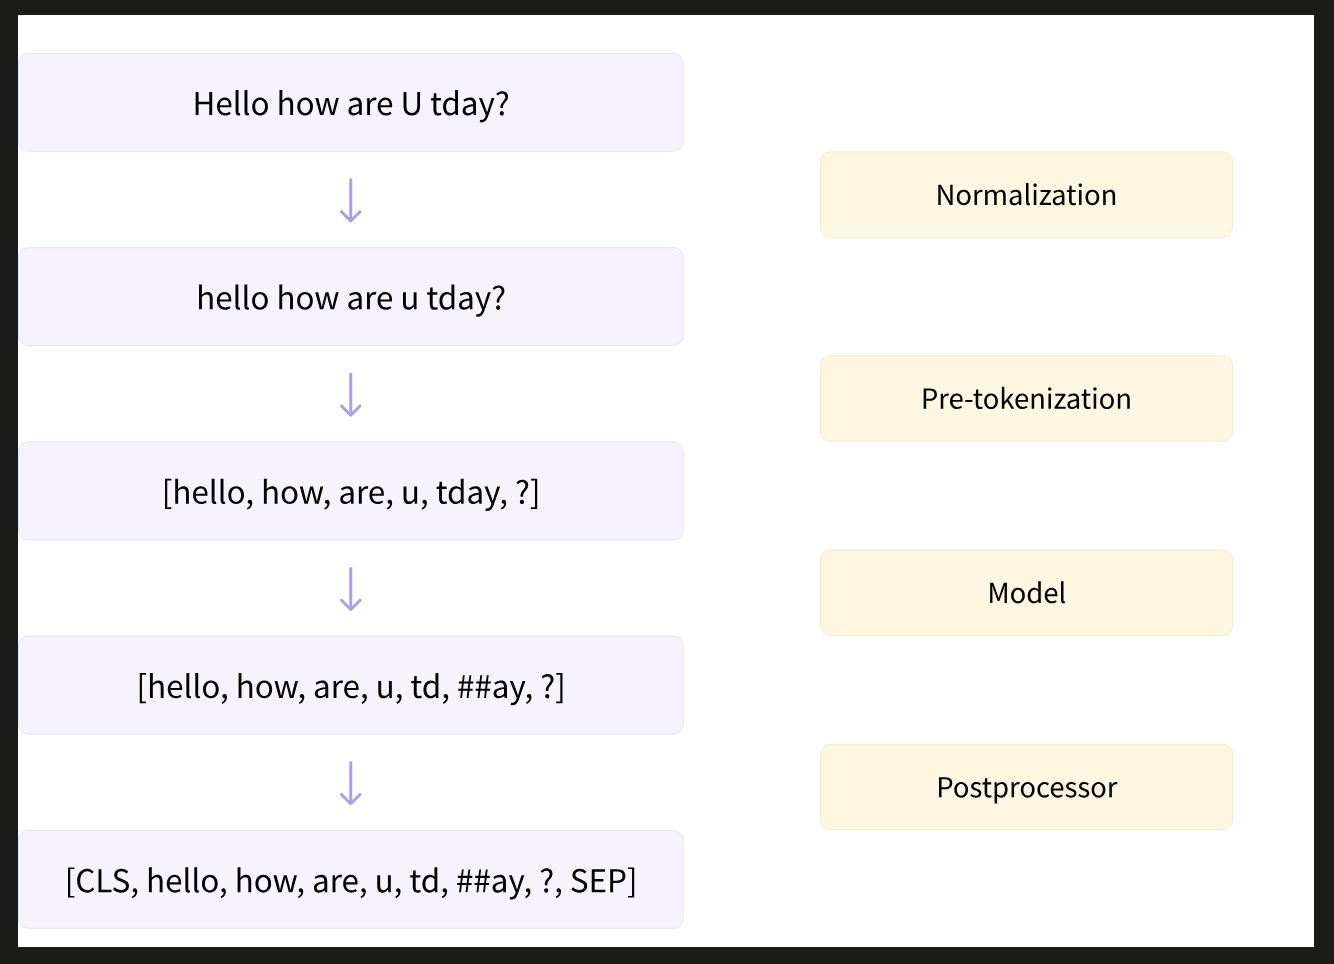 Hello how are U tday?
Normalization
hello how are u tday?
Pre-tokenization
[hello, how, are, u, tday, ?]
Model
[hello, how, are, u, td, ##ay, ?]
Postprocessor
[CLS, hello, how, are, u, td, ##ay, ?, SEP]